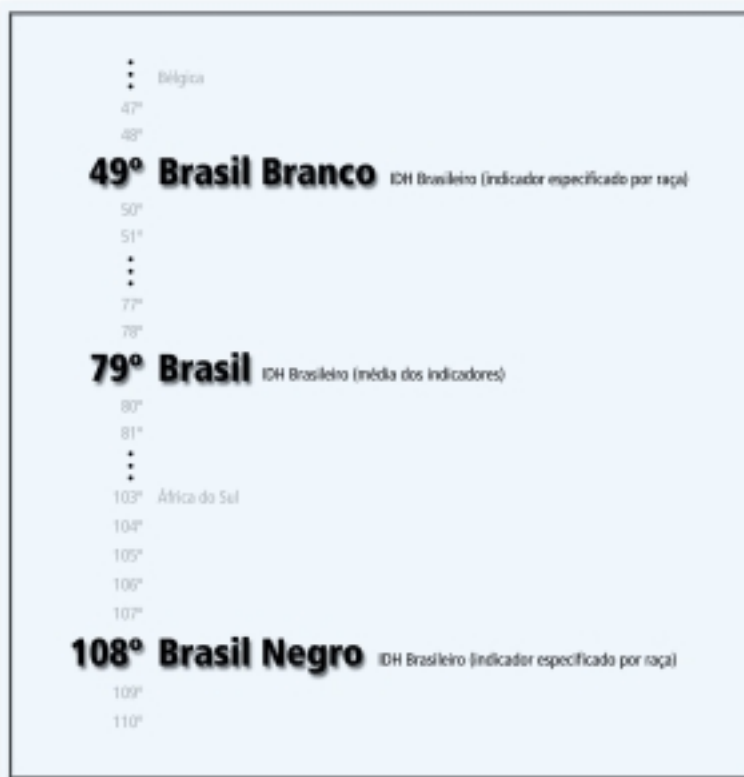 Bélgica
47º
48º
49º Brasil Branco IDH Brasileiro (indicador especificado por raça)
50º
51º
77º
78º
79º Brasil IDH Brasileiro (média dos indicadores)
80º
81º
103º África do Sul
104º
105º
106º
107º
108º Brasil Negro IDH Brasileiro (indicador especificado por raça)
109º
110º